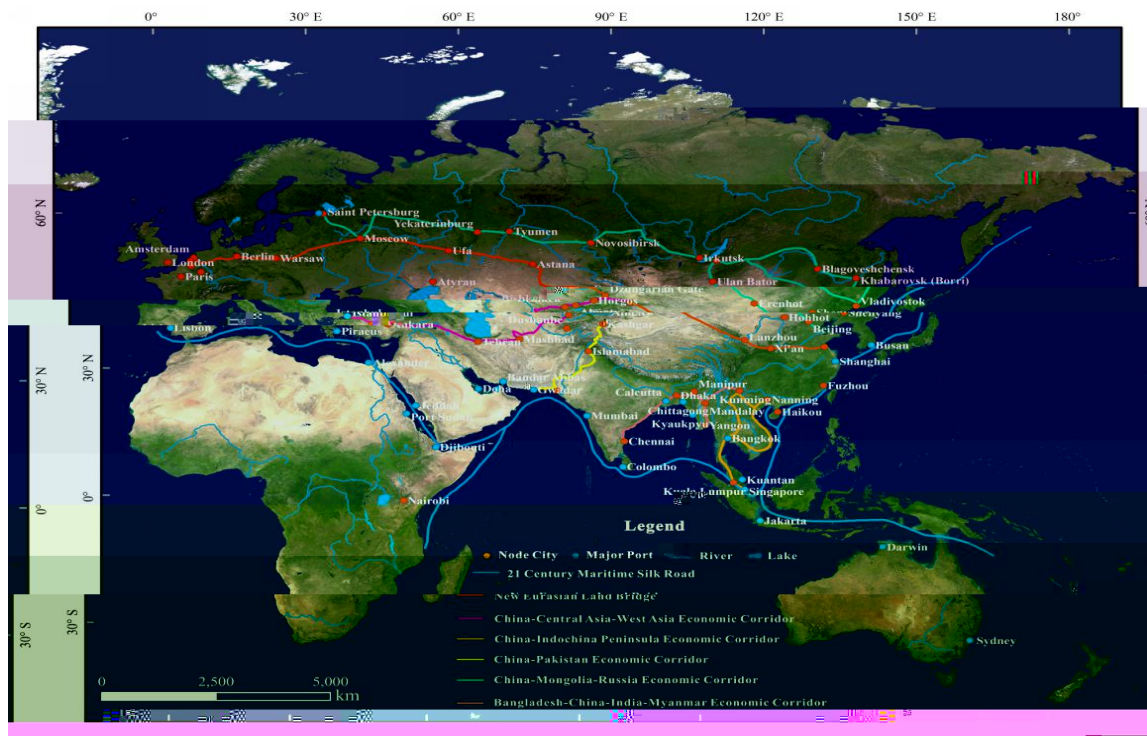 0° 30° E 60° E 90° E 120° E 150° E 180°
60° N
Saint Petersburg
Yekaterinburg Tyumen
Moscow Novosibirsk
Amsterdam Ufa
London Berlin Warsaw Astana Irkutsk Blagoveshchensk
Paris Atyrau Ulan Bator Khabarovsk (Borri)
Dzungarian Gate
Horgos Erenhot Vladivostok
Lisbon Piraeus Dushanbe Kashgar Hohhot
Beijing
Tehran Mashhad Lanzhou
Islamabad Xi'an Busan
30° N
30° N
Shanghai
Doha Gwadar Manipur Fuzhou
Calcutta Dhaka Kunming Nanning
Port Sudan Mumbai Chittagong Mandalay Haikou
Kyaukpyu Yangon
Djibouti Chennai Bangkok
Colombo
Kuantan
0°
0°
Nairobi Kuala Lumpur Singapore
Jakarta
Legend
Darwin
Node City Major Port River Lake
21 Century Maritime Silk Road
New Eurasian Land Bridge
China-Central Asia-West Asia Economic Corridor
30° S
30° S
China-Indochina Peninsula Economic Corridor
Sydney
China-Pakistan Economic Corridor
China-Mongolia-Russia Economic Corridor
0 2,500 5,000
km
Bangladesh-China-India-Myanmar Economic Corridor